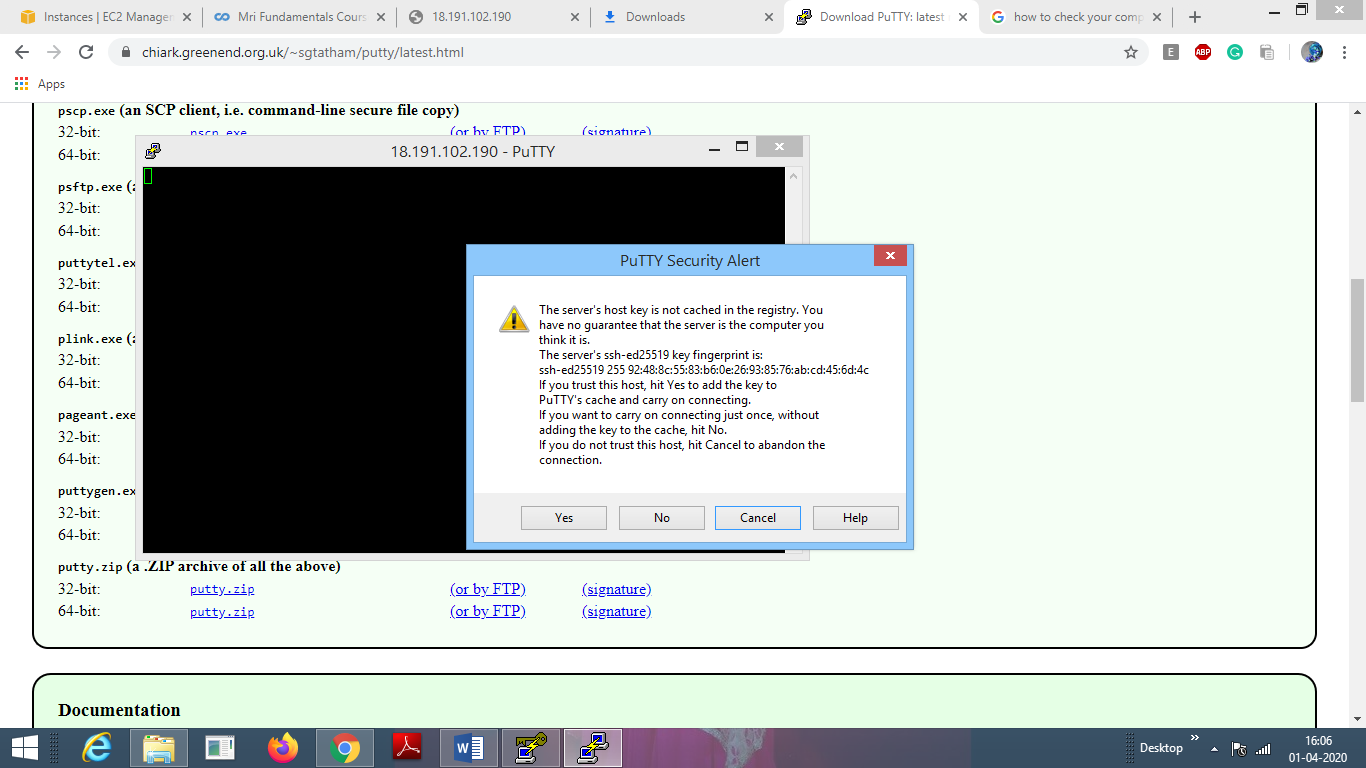 Instances | EC2 Manager
Mri Fundamentals Cours
18.191.102.190
Downloads
Download PuTTY: latest
how to check your comp
chiark.greenend.org.uk/~sgtatham/putty/latest.html
E
ABP
G
Apps
pscp.exe (an SCP client, i.e. command-line secure file copy)
32-bit: pscp.exe (or by FTP) (signature)
64-bit:
psftp.exe (a
32-bit:
64-bit:
puttytel.ex
32-bit:
64-bit:
plink.exe (a
32-bit:
64-bit:
pageant.exe
32-bit:
64-bit:
puttygen.ex
32-bit:
64-bit:
putty.zip (a .ZIP archive of all the above)
32-bit: putty.zip (or by FTP) (signature)
64-bit: putty.zip (or by FTP) (signature)
Documentation
18.191.102.190 - PuTTY
PuTTY Security Alert
The server's host key is not cached in the registry. You
have no guarantee that the server is the computer you
think it is.
The server's ssh-ed25519 key fingerprint is:
ssh-ed25519 255 92:48:8c:55:83:b6:0e:26:93:85:76:ab:cd:45:6d:4c
If you trust this host, hit Yes to add the key to
PuTTY's cache and carry on connecting.
If you want to carry on connecting just once, without
adding the key to the cache, hit No.
If you do not trust this host, hit Cancel to abandon the
connection.
Yes No Cancel Help
Desktop
16:06
01-04-2020